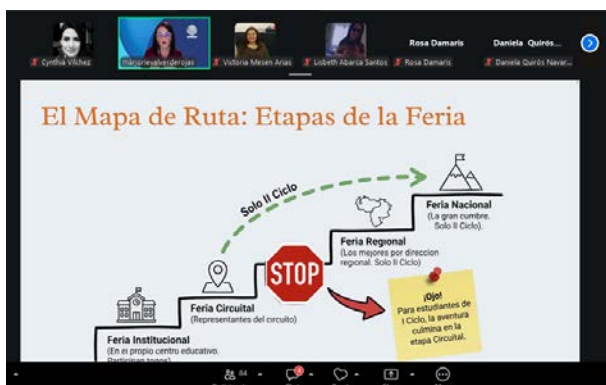 Rosa Damaris
Daniela Quirós...
Cynthia Vilchez
marjorievalverderojas
Victoria Mesen Arias
Lisbeth Abarca Santos
Rosa Damaris
Daniela Quirós Navar...
El Mapa de Ruta: Etapas de la Feria
Solo II Ciclo
Feria Nacional
(La gran cumbre.
Solo II Ciclo).
Feria Regional
(Los mejores por direccion
regional. Solo II Ciclo)
STOP
Feria Circuital
(Representantes del circuito)
¡Ojo!
Para estudiantes de
I Ciclo, la aventura
culmina en la
etapa Circuital.
Feria Institucional
(En el propio centro educativo.
Participan todos)
84